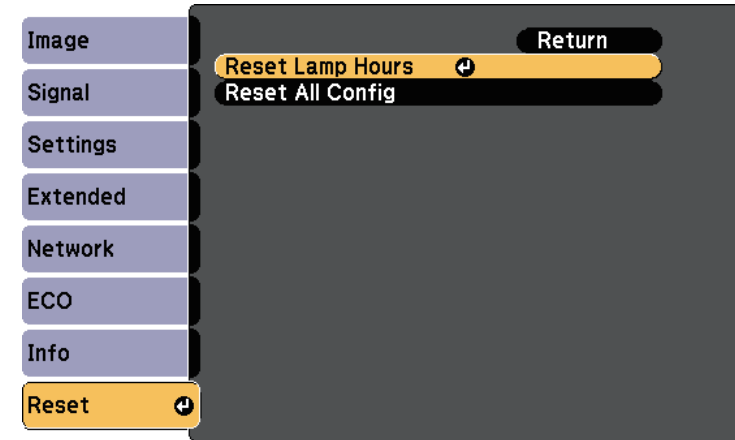 Image
Signal
Settings
Extended
Network
ECO
Info
Reset
Return
Reset Lamp Hours
Reset All Config